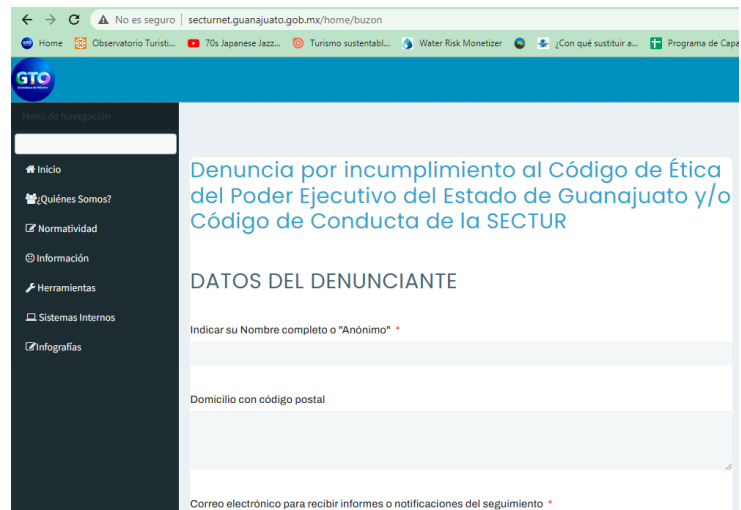 No es seguro
secturnet.guanajuato.gob.mx/home/buzon
Home
Observatorio Turisti...
70s Japanese Jazz...
Turismo sustentabl...
Water Risk Monetizer
¿Con qué sustituir a...
Programa de Capa
GTO
Menú de Navegación
Inicio
¿Quiénes Somos?
Normatividad
Información
Herramientas
Sistemas Internos
Infografías
Denuncia por incumplimiento al Código de Ética
del Poder Ejecutivo del Estado de Guanajuato y/o
Código de Conducta de la SECTUR
DATOS DEL DENUNCIANTE
Indicar su Nombre completo o "Anónimo" *
Domicilio con código postal
Correo electrónico para recibir informes o notificaciones del seguimiento *